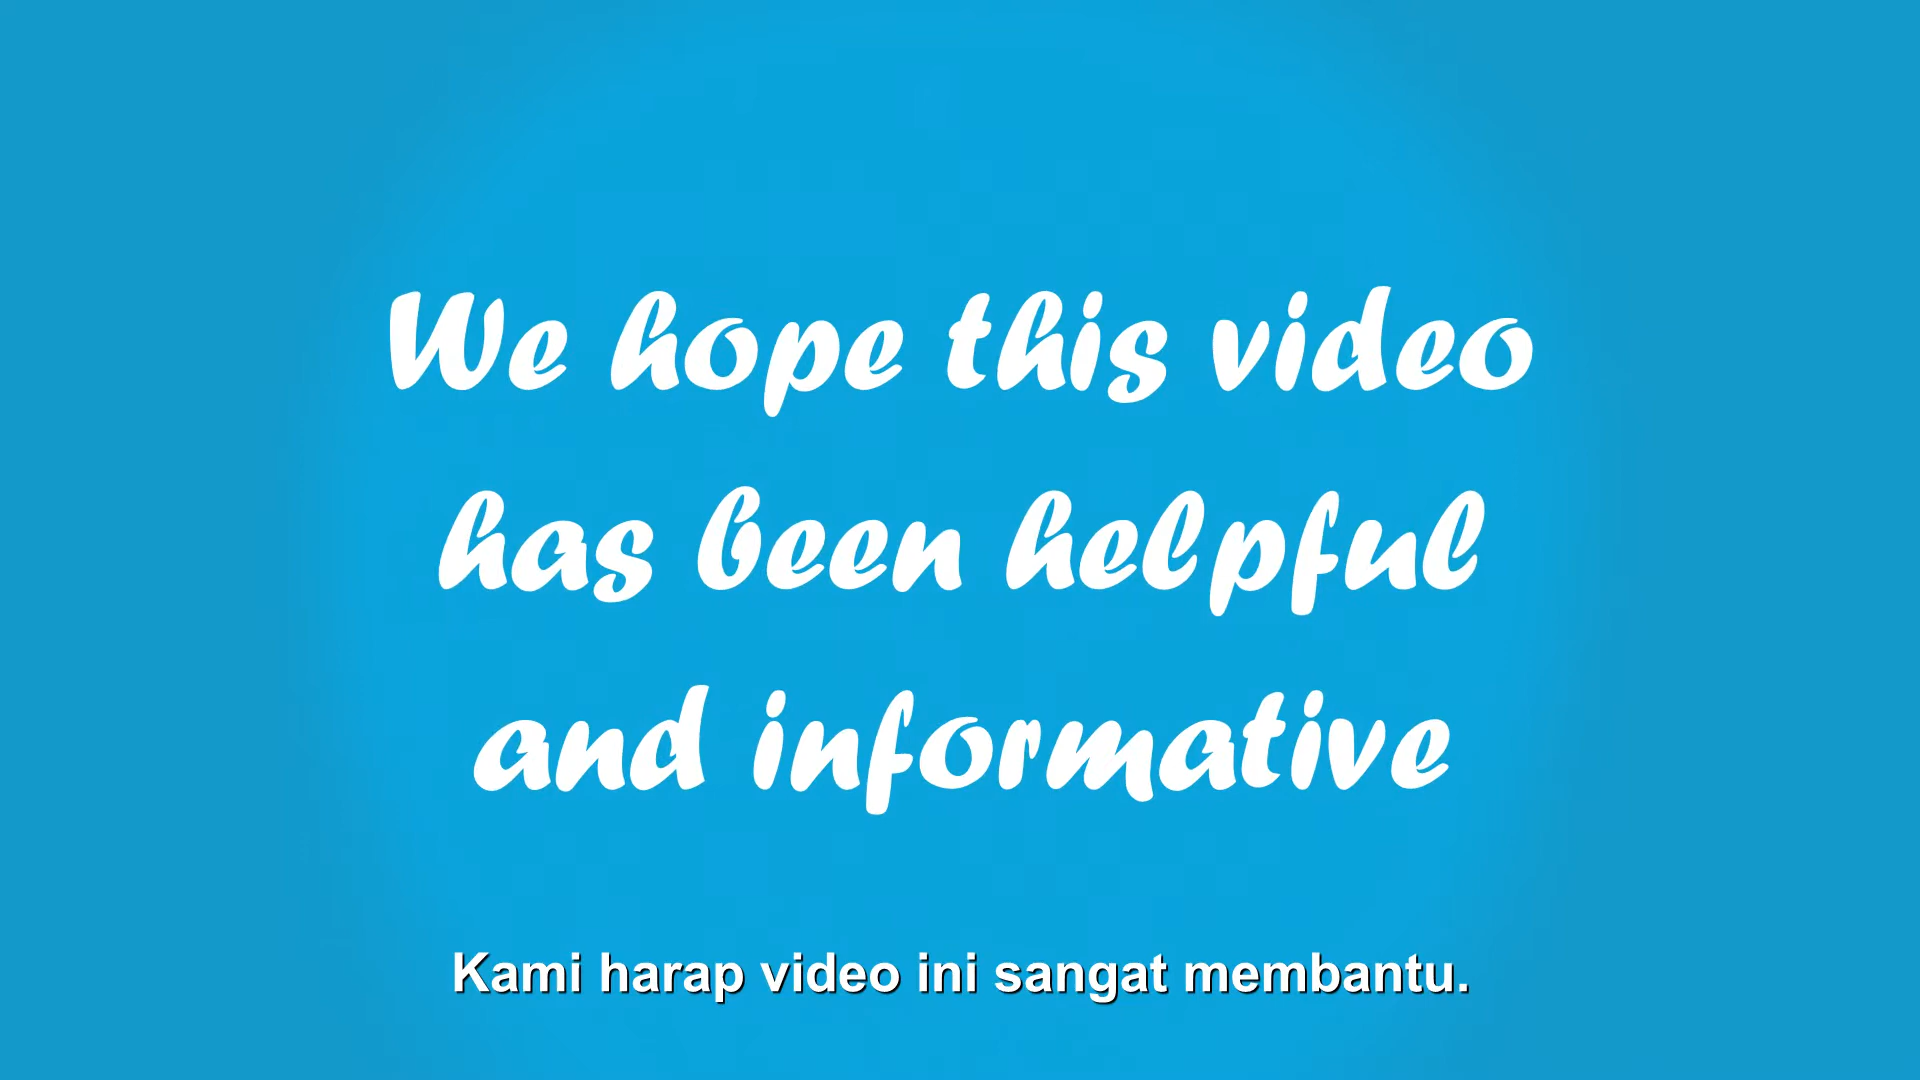 We hope this video
has been helpful
and informative
Kami harap video ini sangat membantu.